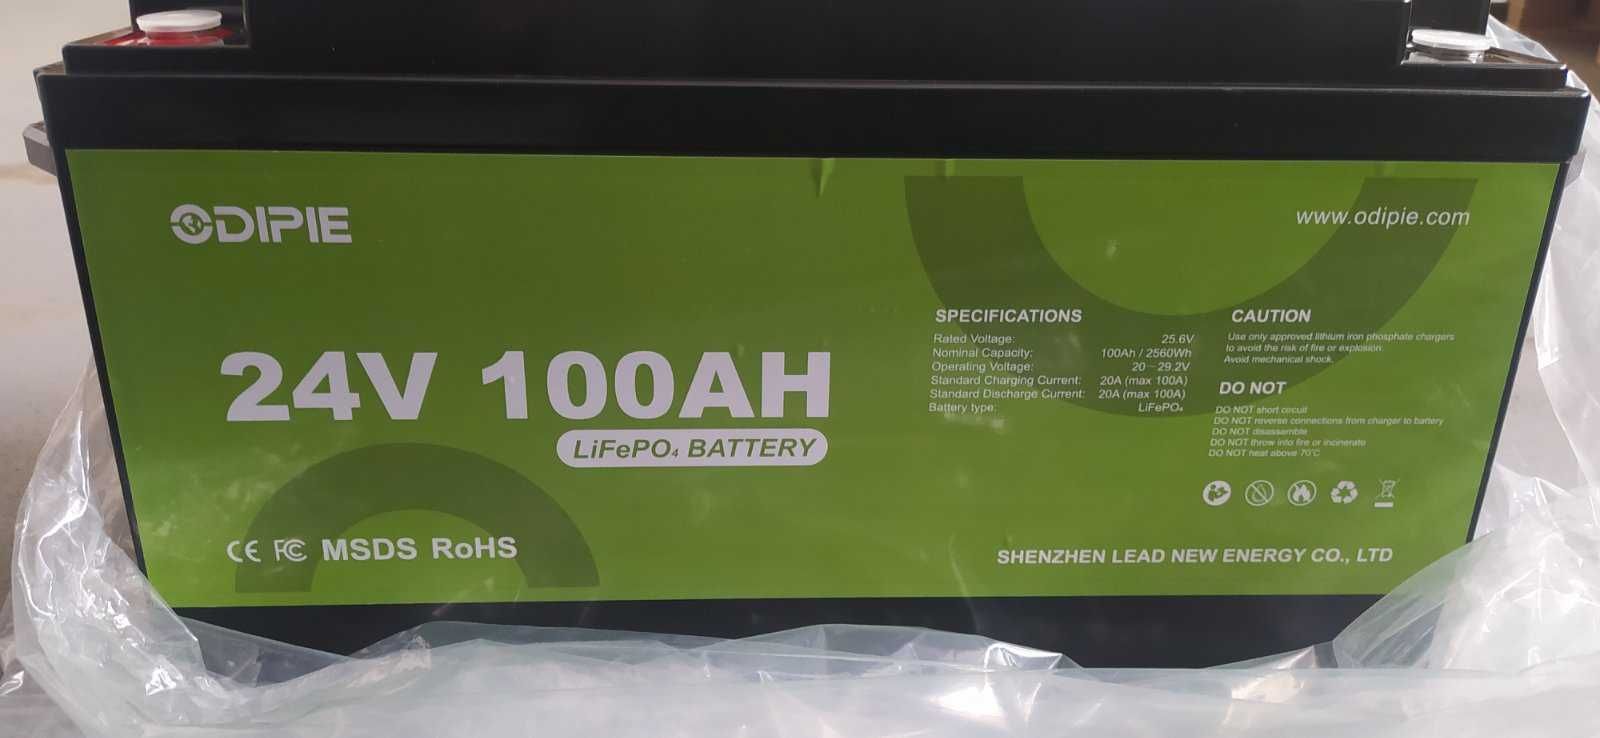 ODIPIE
www.odipie.com
24V 100AH
LiFePO₄ BATTERY
SPECIFICATIONS
Rated Voltage: 25.6V
Nominal Capacity: 100Ah / 2560Wh
Operating Voltage: 20~29.2V
Standard Charging Current: 20A (max 100A)
Standard Discharge Current: 20A (max 100A)
Battery type: LiFePO₄
CAUTION
Use only approved lithium iron phosphate chargers
to avoid the risk of fire or explosion.
Avoid mechanical shock.
DO NOT
DO NOT short circuit
DO NOT reverse connections from charger to battery
DO NOT disassamble
DO NOT throw into fire or incinerate
DO NOT heat above 70°C
CE FC MSDS RoHS
SHENZHEN LEAD NEW ENERGY CO., LTD